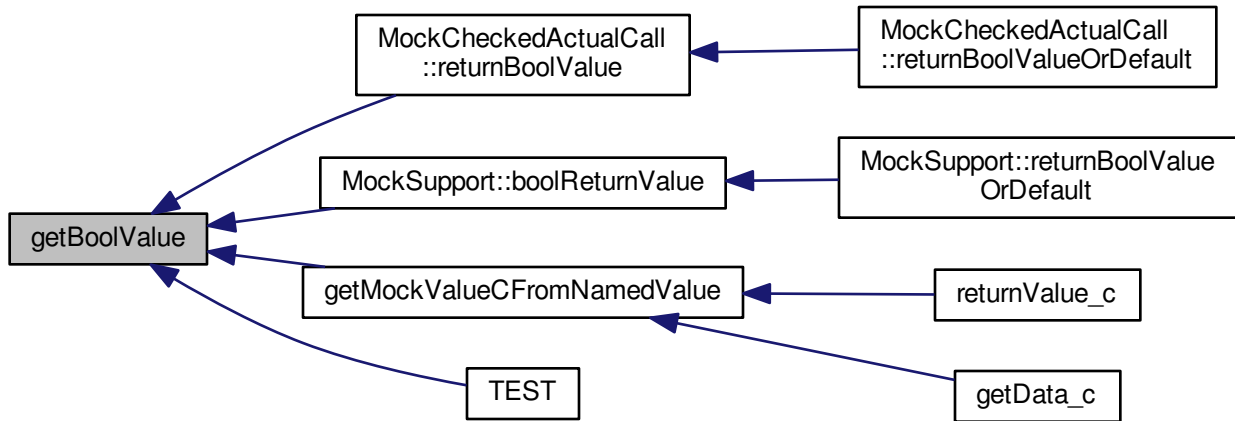 MockCheckedActualCall
::returnBoolValue
MockCheckedActualCall
::returnBoolValueOrDefault
MockSupport::boolReturnValue
MockSupport::returnBoolValue
OrDefault
getBoolValue
getMockValueCFromNamedValue
returnValue_c
TEST
getData_c